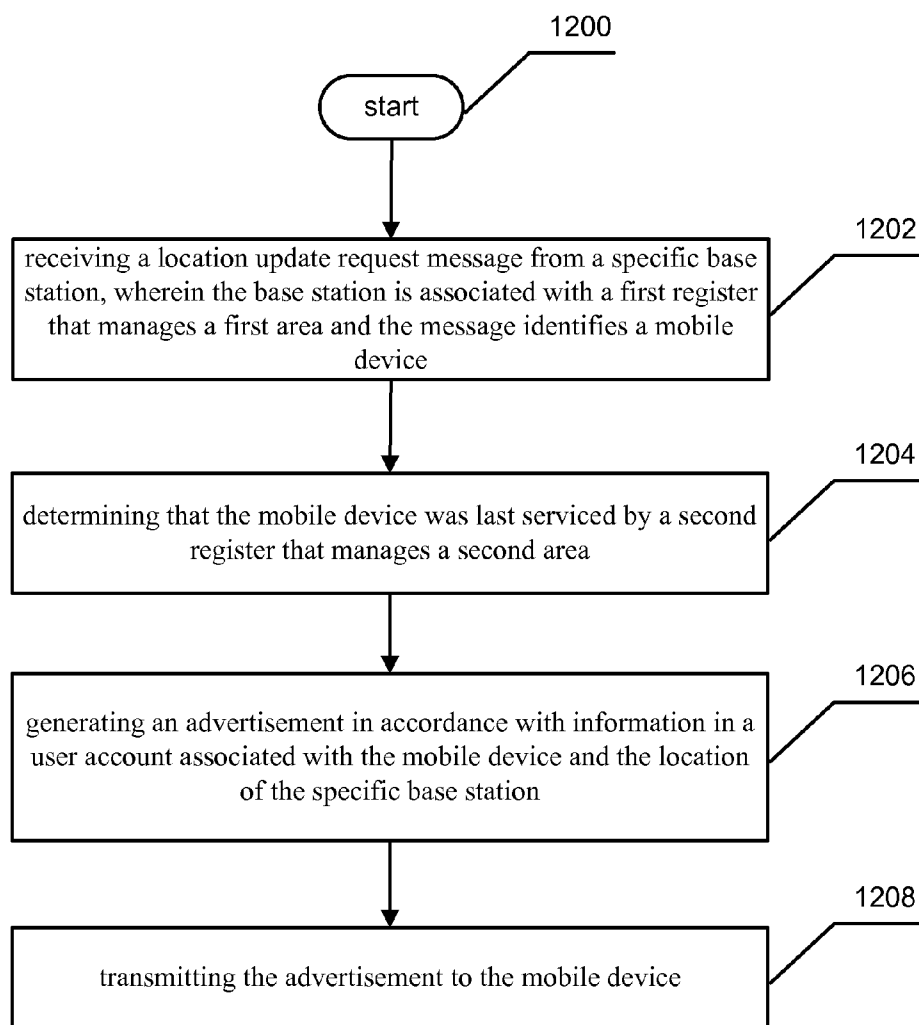 1200
start
1202
receiving a location update request message from a specific base
station, wherein the base station is associated with a first register
that manages a first area and the message identifies a mobile
device
1204
determining that the mobile device was last serviced by a second
register that manages a second area
1206
generating an advertisement in accordance with information in a
user account associated with the mobile device and the location
of the specific base station
1208
transmitting the advertisement to the mobile device